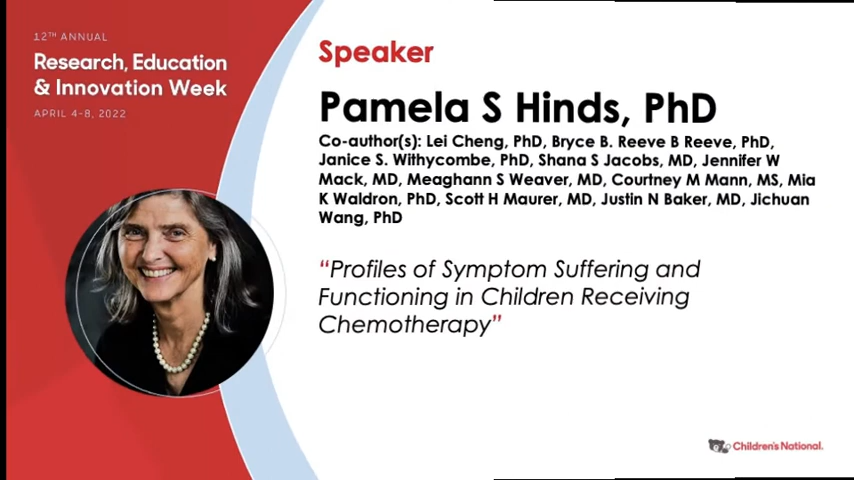 12TH ANNUAL
Research, Education
& Innovation Week
APRIL 4-8, 2022
Speaker
Pamela S Hinds, PhD
Co-author(s): Lei Cheng, PhD, Bryce B. Reeve B Reeve, PhD,
Janice S. Withycombe, PhD, Shana S Jacobs, MD, Jennifer W
Mack, MD, Meaghann S Weaver, MD, Courtney M Mann, MS, Mia
K Waldron, PhD, Scott H Maurer, MD, Justin N Baker, MD, Jichuan
Wang, PhD
“Profiles of Symptom Suffering and
Functioning in Children Receiving
Chemotherapy”
Children's National.